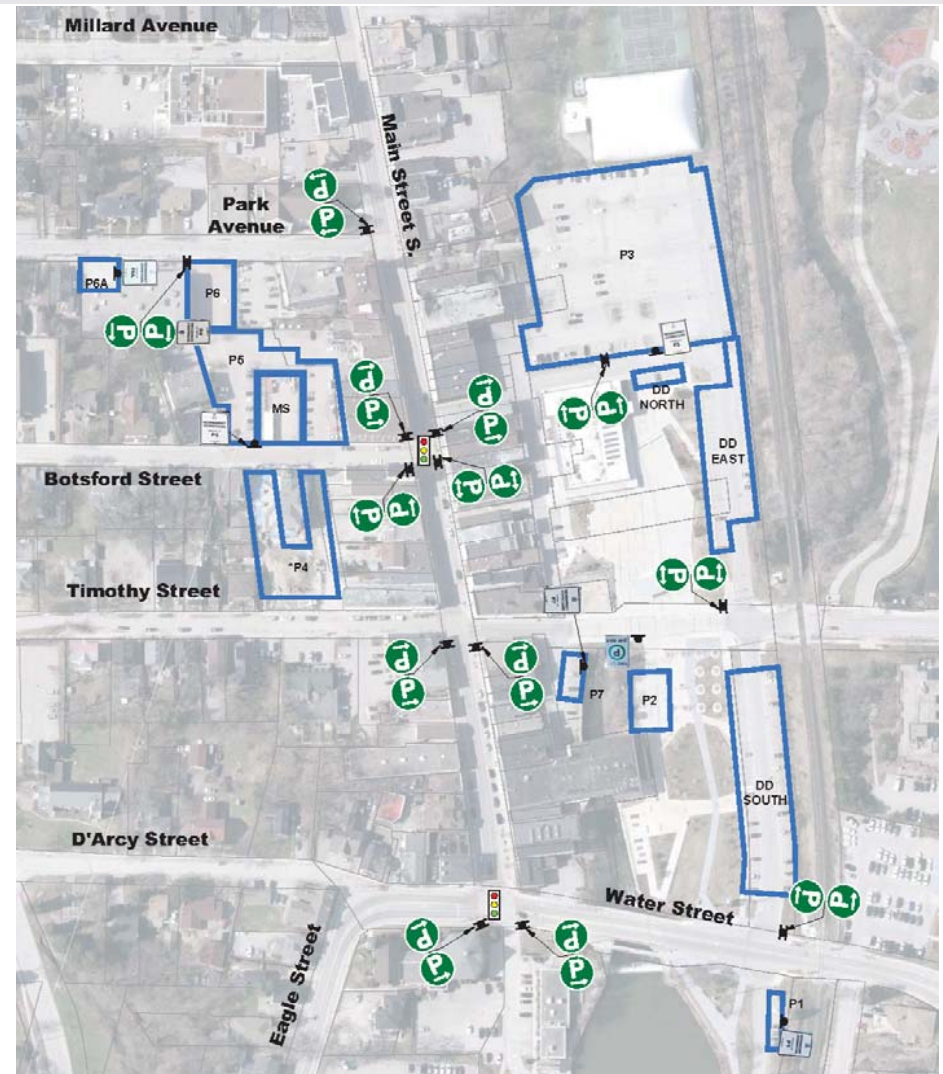 Millard Avenue
Main Street S.
Park
Avenue
P
P
P3
P6A
P6
P
P
P5
MS
P
P
P
P
DD
NORTH
P
P
DD
EAST
Botsford Street
P
P
P
P
*P4
Timothy Street
P
P
P
P
P
P
P
P7
P2
DD
SOUTH
D'Arcy Street
Water Street
P
P
Eagle Street
P
P
P
P
P1